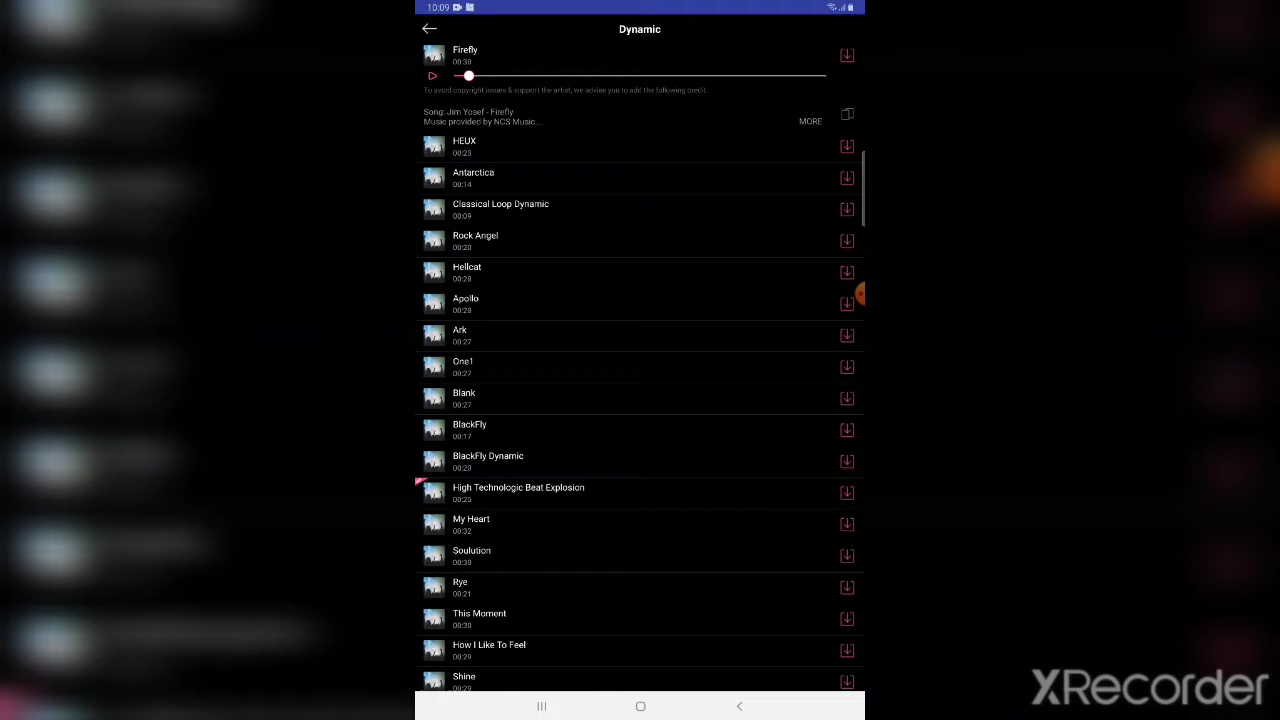 10:09
Dynamic
Firefly
00:30
To avoid copyright issues & support the artist, we advise you to add the following credit.
Song: Jim Yosef - Firefly
Music provided by NCS Music....
MORE
HEUX
00:23
Antarctica
00:14
Classical Loop Dynamic
00:09
Rock Angel
00:20
Hellcat
00:28
Apollo
00:28
Ark
00:27
One1
00:27
Blank
00:27
BlackFly
00:17
BlackFly Dynamic
00:20
High Technologic Beat Explosion
00:25
My Heart
00:32
Soulution
00:30
Rye
00:21
This Moment
00:30
How I Like To Feel
00:29
Shine
00:29
XRecorder